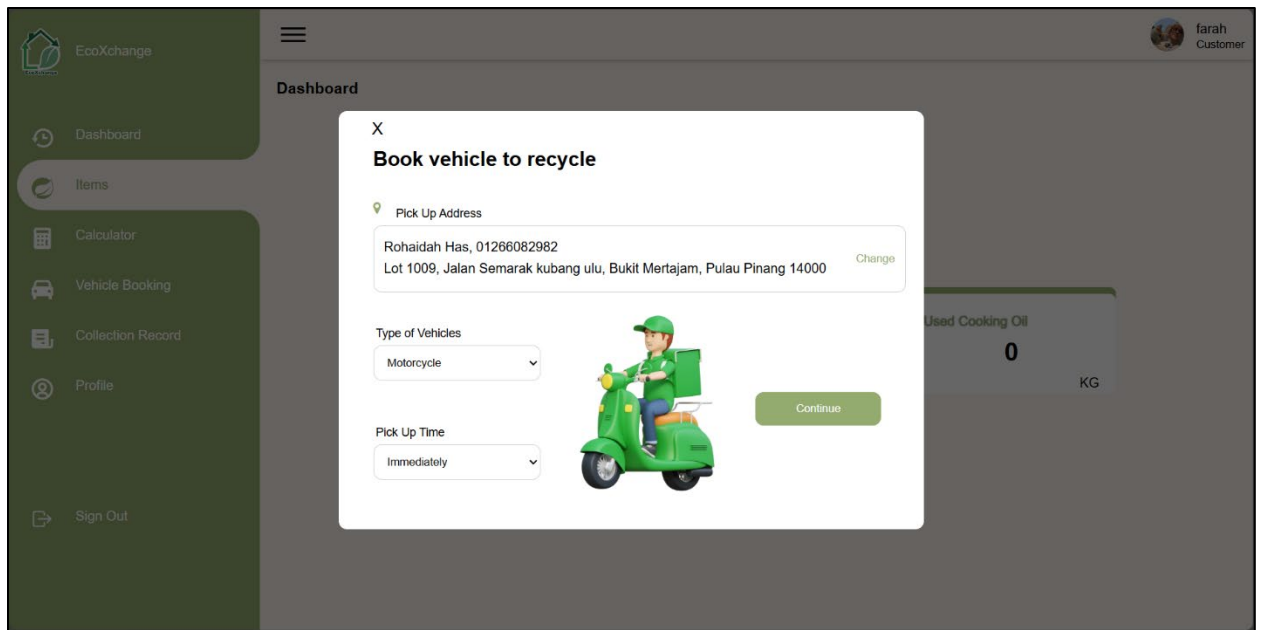 EcoXchange
farah
Customer
Dashboard
Dashboard
Items
Calculator
Vehicle Booking
Collection Record
Profile
Sign Out
X
Book vehicle to recycle
Pick Up Address
Rohaidah Has, 01266082982
Lot 1009, Jalan Semarak kubang ulu, Bukit Mertajam, Pulau Pinang 14000
Change
Type of Vehicles
Motorcycle
Pick Up Time
Immediately
Continue
Used Cooking Oil
0
KG